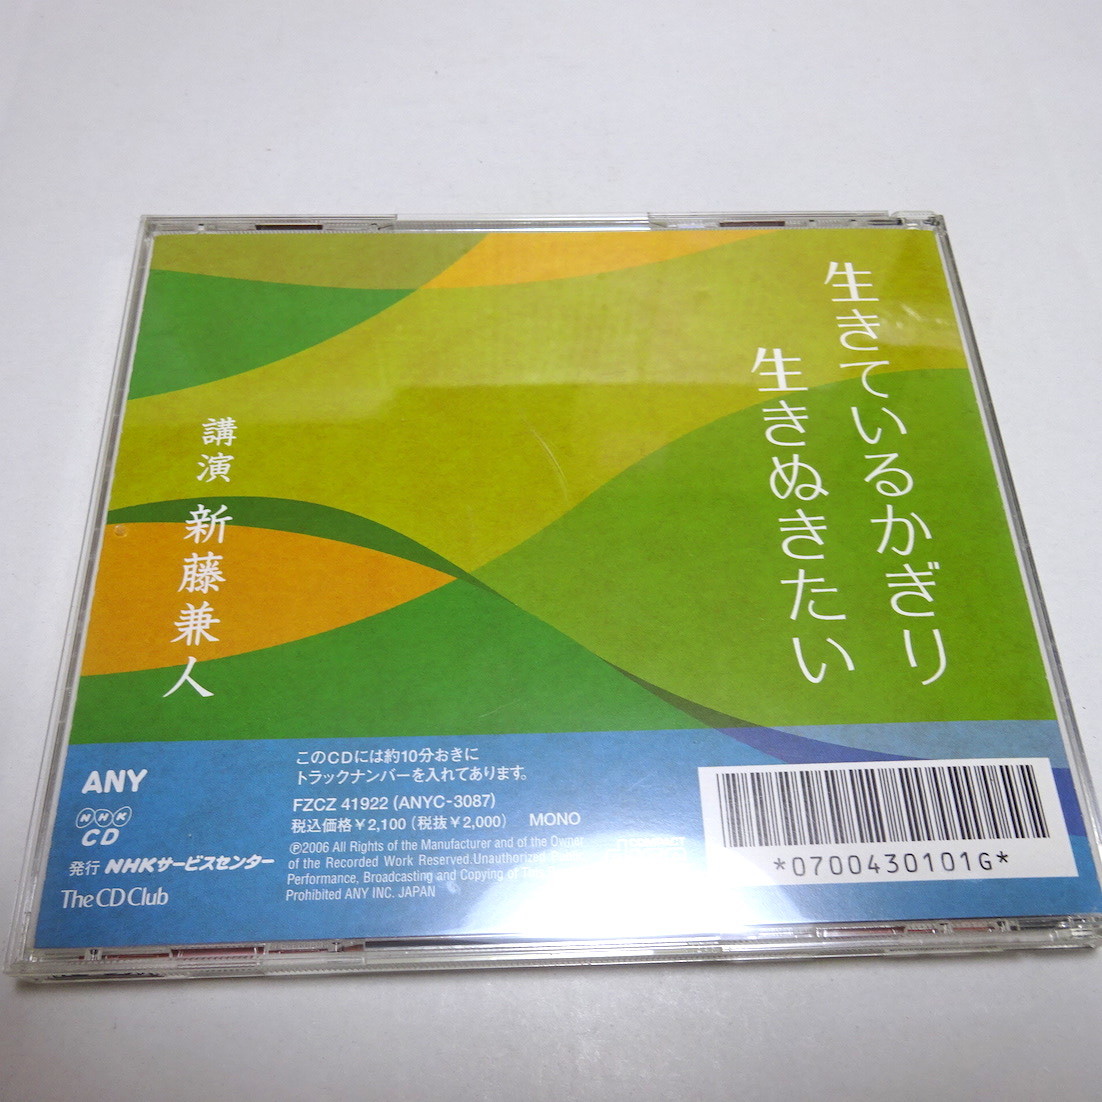 生きているかぎり
生きぬきたい
講演 新藤兼人
ANY
NHK
CD
発行 NHKサービスセンター
The CD Club
このCDには約10分おきに
トラックナンバーを入れてあります。
FZCZ 41922 (ANYC-3087)
税込価格￥2,100 (税抜￥2,000) MONO
Ⓟ2006 All Rights of the Manufacturer and of the Owner
of the Recorded Work Reserved.Unauthorized
Performance, Broadcasting and Copying of
Prohibited ANY INC. JAPAN
COMPACT
*0700430101G*